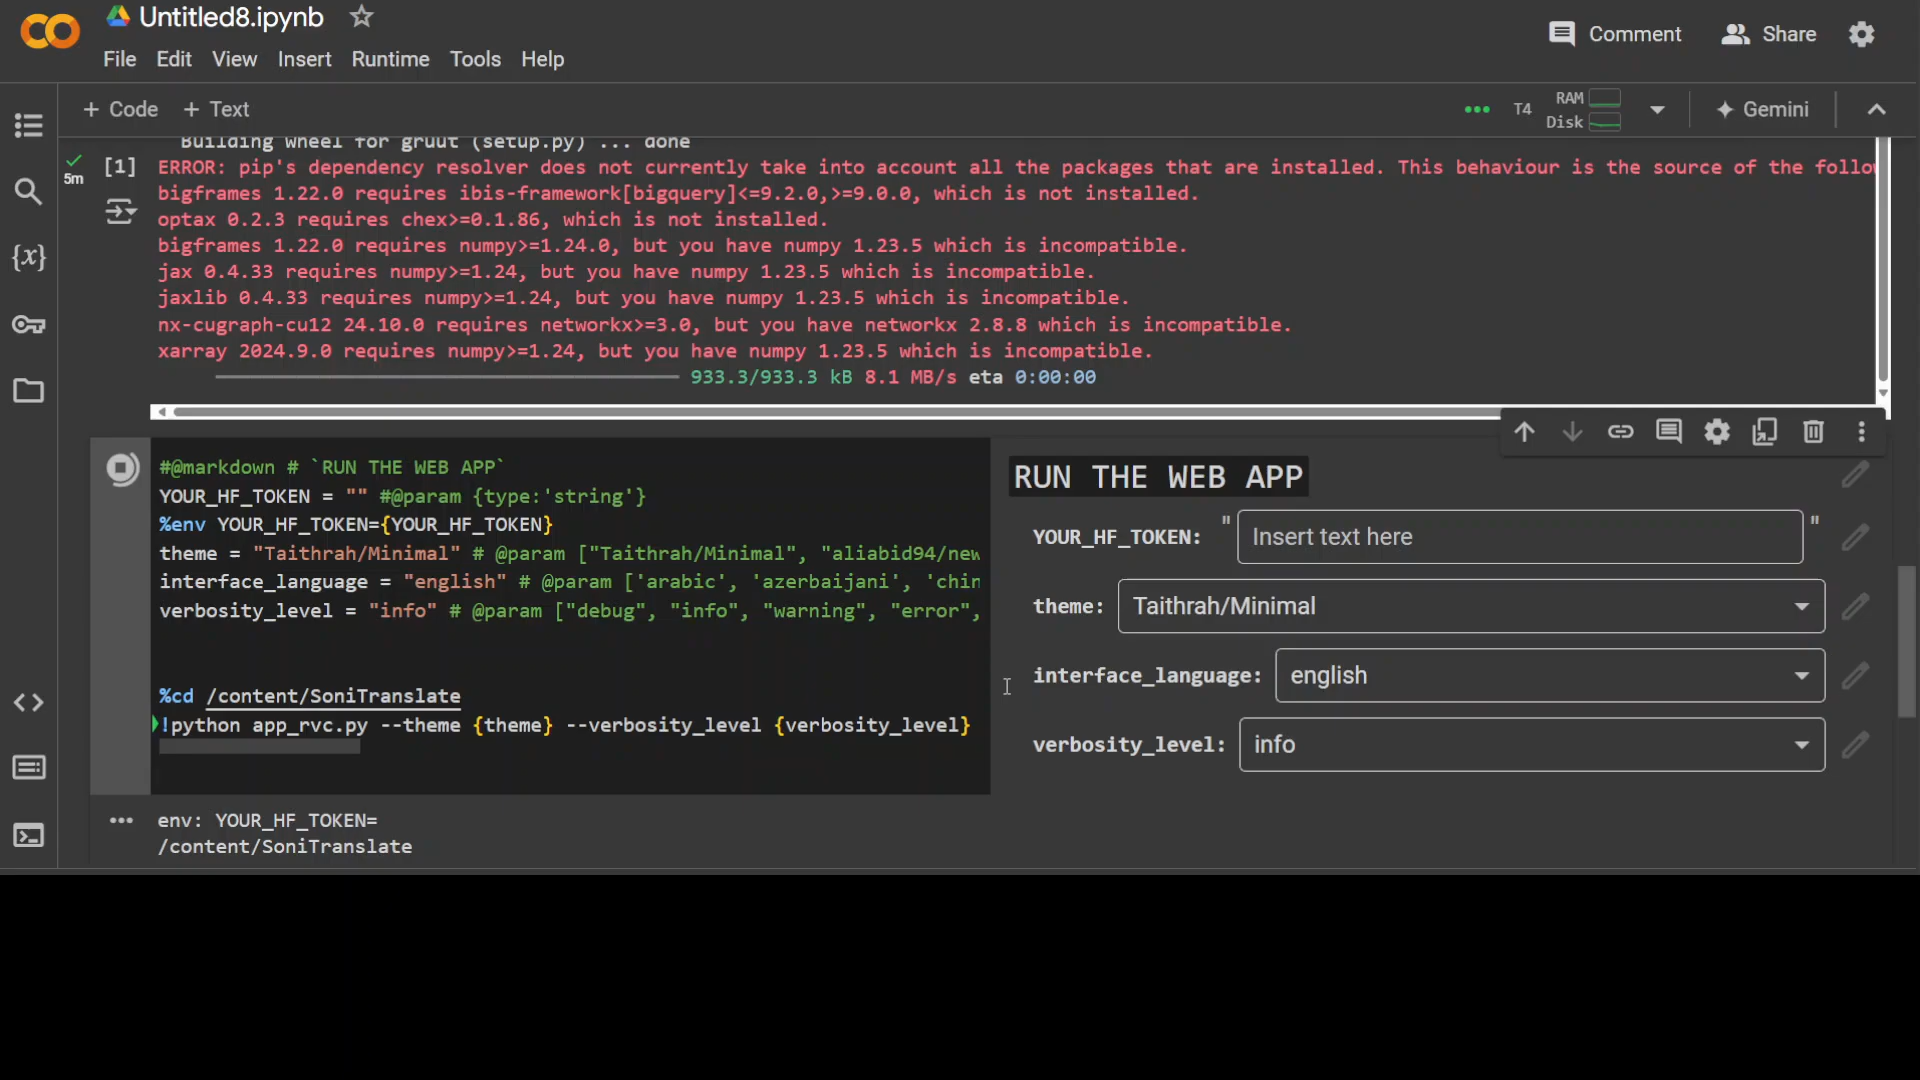 Untitled8.ipynb
Comment
Share
File Edit View Insert Runtime Tools Help
+ Code + Text
T4
RAM
Disk
Gemini
Building wheel for gruut (setup.py) ... done
5m
[1]
ERROR: pip's dependency resolver does not currently take into account all the packages that are installed. This behaviour is the source of the follo
bigframes 1.22.0 requires ibis-framework[bigquery]<=9.2.0,>=9.0.0, which is not installed.
optax 0.2.3 requires chex>=0.1.86, which is not installed.
bigframes 1.22.0 requires numpy>=1.24.0, but you have numpy 1.23.5 which is incompatible.
jax 0.4.33 requires numpy>=1.24, but you have numpy 1.23.5 which is incompatible.
jaxlib 0.4.33 requires numpy>=1.24, but you have numpy 1.23.5 which is incompatible.
nx-cugraph-cu12 24.10.0 requires networkx>=3.0, but you have networkx 2.8.8 which is incompatible.
xarray 2024.9.0 requires numpy>=1.24, but you have numpy 1.23.5 which is incompatible.
933.3/933.3 kB 8.1 MB/s eta 0:00:00
#@markdown # `RUN THE WEB APP`
YOUR_HF_TOKEN = "" #@param {type:'string'}
%env YOUR_HF_TOKEN={YOUR_HF_TOKEN}
theme = "Taithrah/Minimal" # @param ["Taithrah/Minimal", "aliabid94/new
interface_language = "english" # @param ['arabic', 'azerbaijani', 'chin
verbosity_level = "info" # @param ["debug", "info", "warning", "error",
%cd /content/SoniTranslate
!python app_rvc.py --theme {theme} --verbosity_level {verbosity_level}
RUN THE WEB APP
YOUR_HF_TOKEN: " Insert text here "
theme: Taithrah/Minimal
interface_language: english
verbosity_level: info
env: YOUR_HF_TOKEN=
/content/SoniTranslate